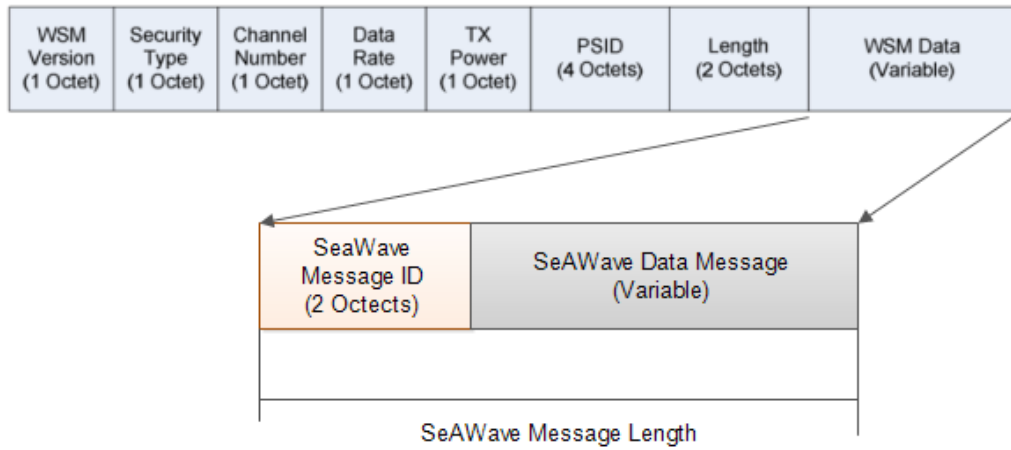 WSM
Version
(1 Octet)
Security
Type
(1 Octet)
Channel
Number
(1 Octet)
Data
Rate
(1 Octet)
TX
Power
(1 Octet)
PSID
(4 Octets)
Length
(2 Octets)
WSM Data
(Variable)
SeaWave
Message ID
(2 Octects)
SeAWave Data Message
(Variable)
SeAWave Message Length